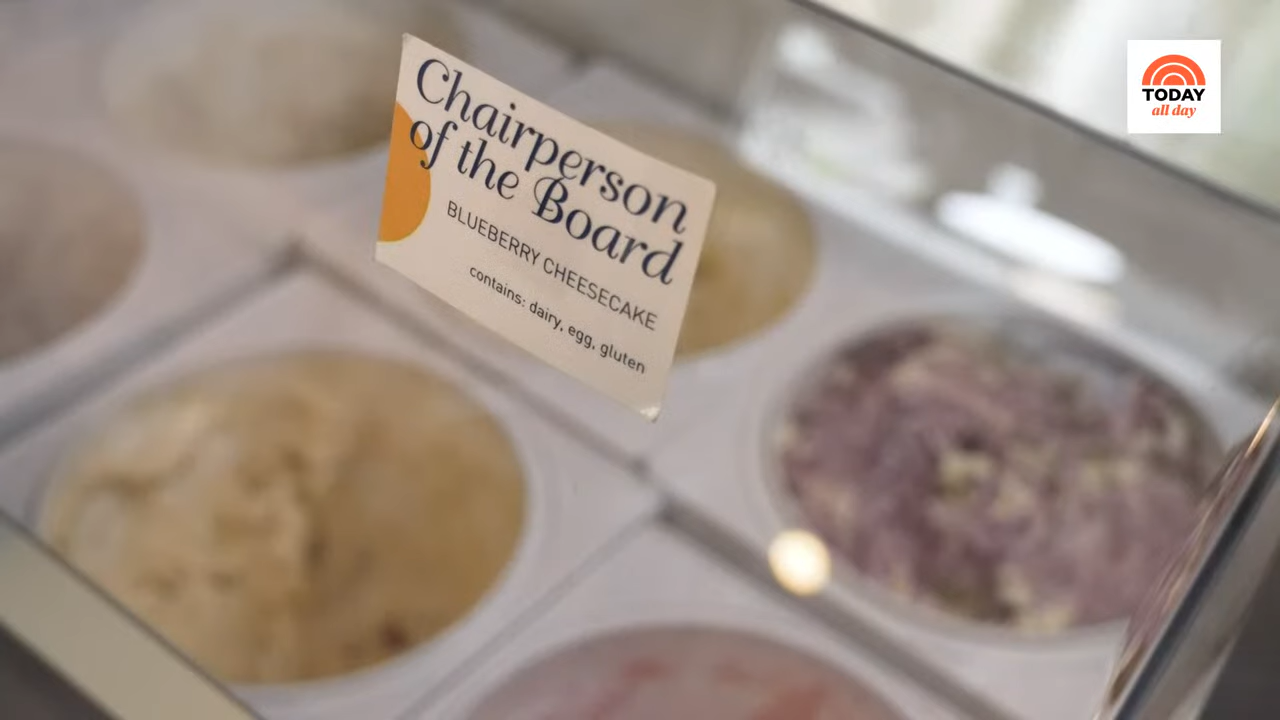 Chairperson
of the Board
BLUEBERRY CHEESECAKE
contains: dairy, egg, gluten
TODAY
all day